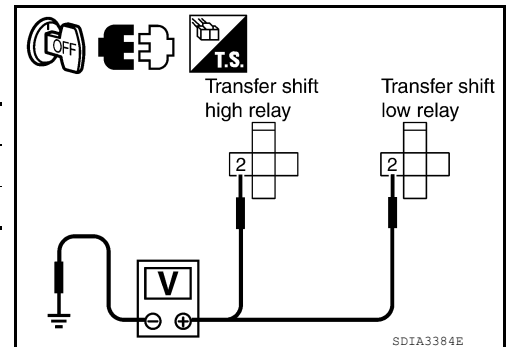 OFF
T.S.
Transfer shift
high relay
Transfer shift
low relay
2
2
V
SDIA3384E